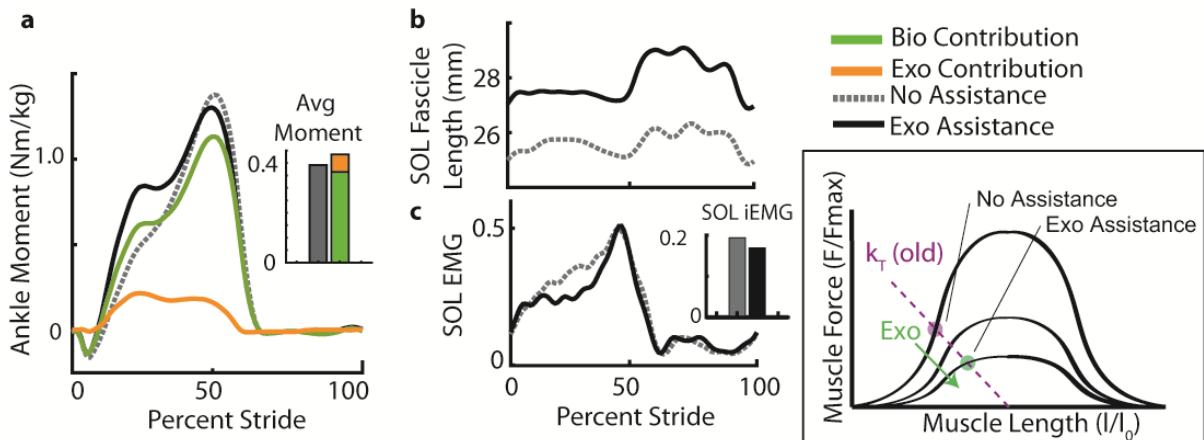 a
Ankle Moment (Nm/kg)
1.0
0
0
50
100
Percent Stride
Avg
Moment
0.4
0
b
SOL Fascicle
Length (mm)
28
26
0
50
100
c
SOL EMG
0.5
0
SOL iEMG
0.2
0
0
50
100
Percent Stride
Bio Contribution
Exo Contribution
No Assistance
Exo Assistance
Muscle Force (F/Fmax)
No Assistance
Exo Assistance
kT (old)
Exo
Muscle Length (l/l0)